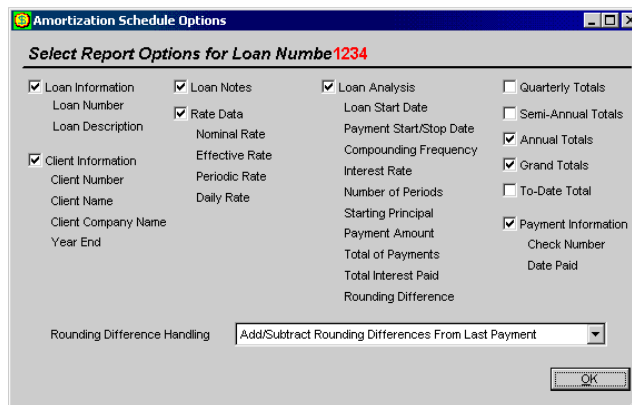 Amortization Schedule Options
Select Report Options for Loan Numbe1234
Loan Information
Loan Number
Loan Description
Client Information
Client Number
Client Name
Client Company Name
Year End
Loan Notes
Rate Data
Nominal Rate
Effective Rate
Periodic Rate
Daily Rate
Loan Analysis
Loan Start Date
Payment Start/Stop Date
Compounding Frequency
Interest Rate
Number of Periods
Starting Principal
Payment Amount
Total of Payments
Total Interest Paid
Rounding Difference
Quarterly Totals
Semi-Annual Totals
Annual Totals
Grand Totals
To-Date Total
Payment Information
Check Number
Date Paid
Rounding Difference Handling
Add/Subtract Rounding Differences From Last Payment
OK